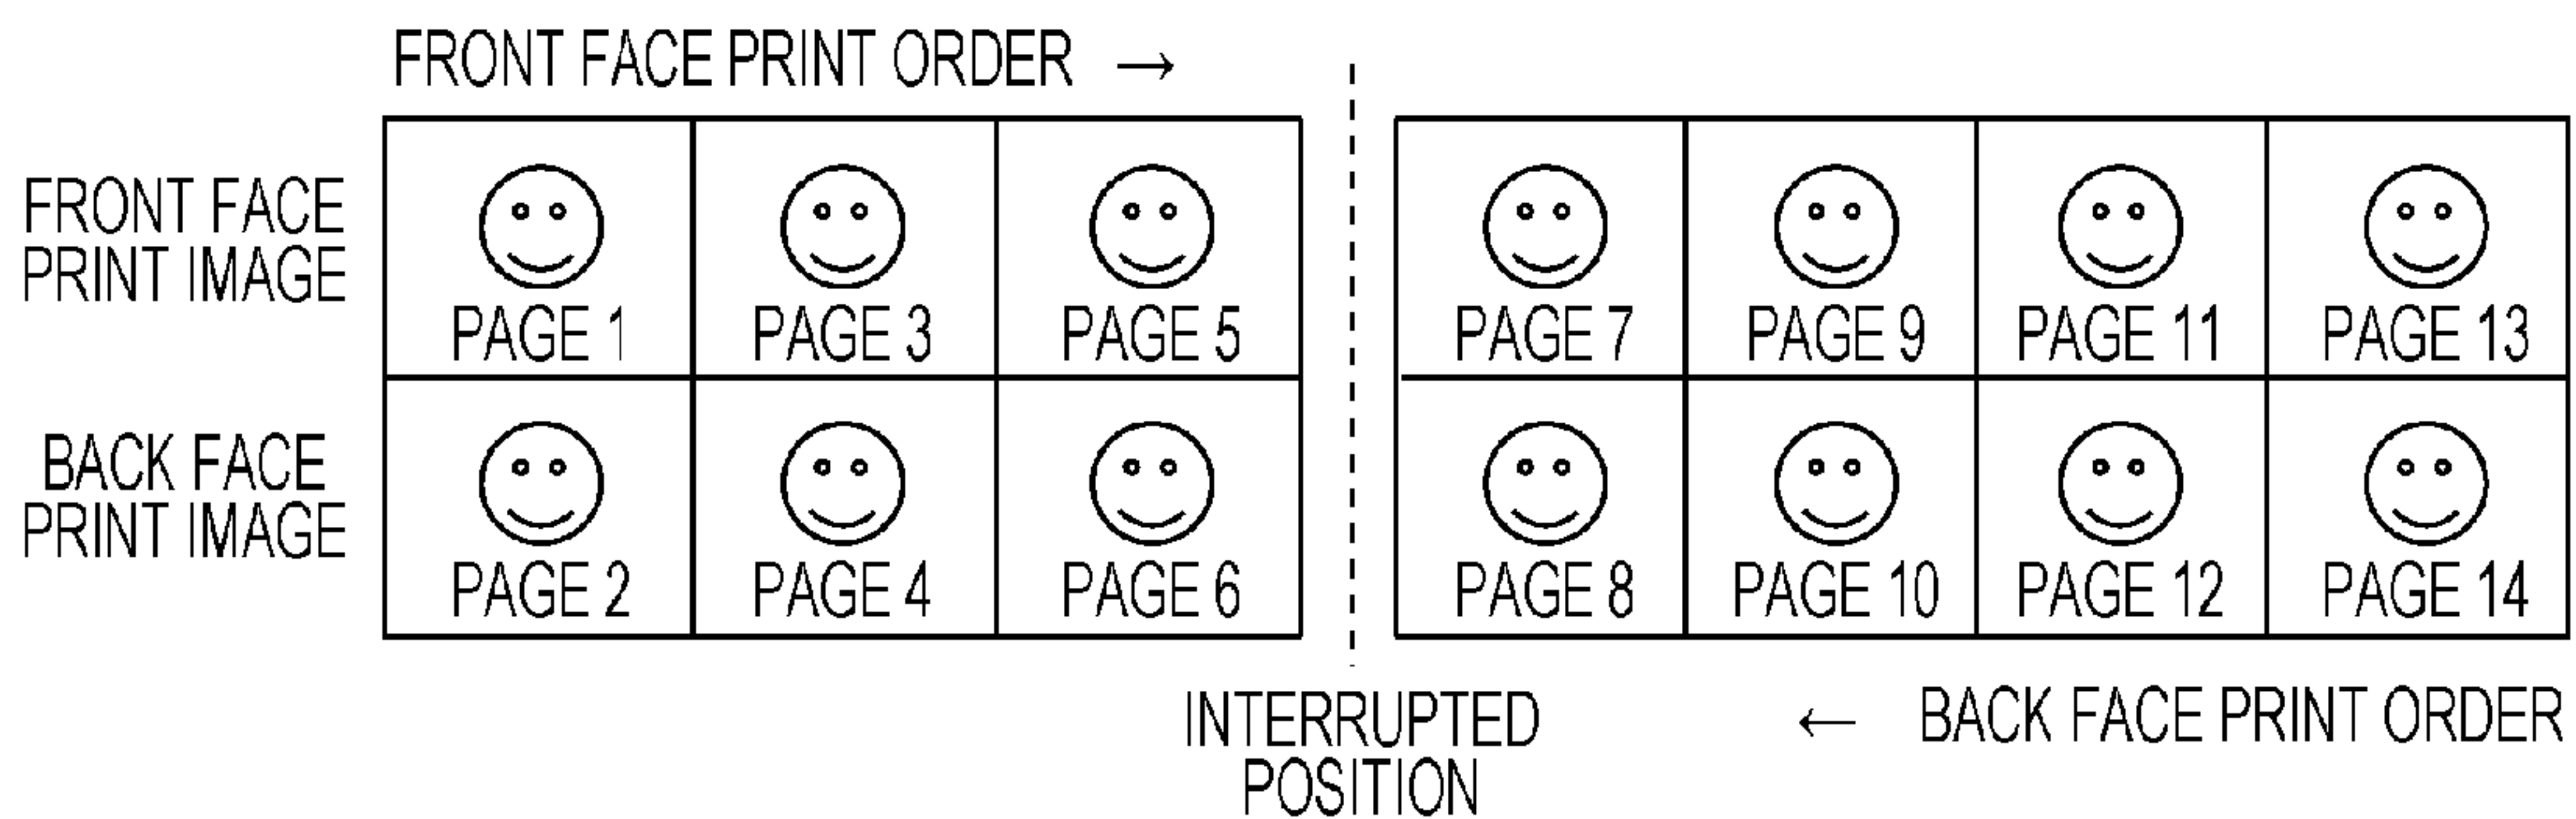 FRONT FACE PRINT ORDER →
FRONT FACE
PRINT IMAGE
PAGE 1 PAGE 3 PAGE 5 PAGE 7 PAGE 9 PAGE 11 PAGE 13
BACK FACE
PRINT IMAGE
PAGE 2 PAGE 4 PAGE 6 PAGE 8 PAGE 10 PAGE 12 PAGE 14
INTERRUPTED
POSITION
← BACK FACE PRINT ORDER